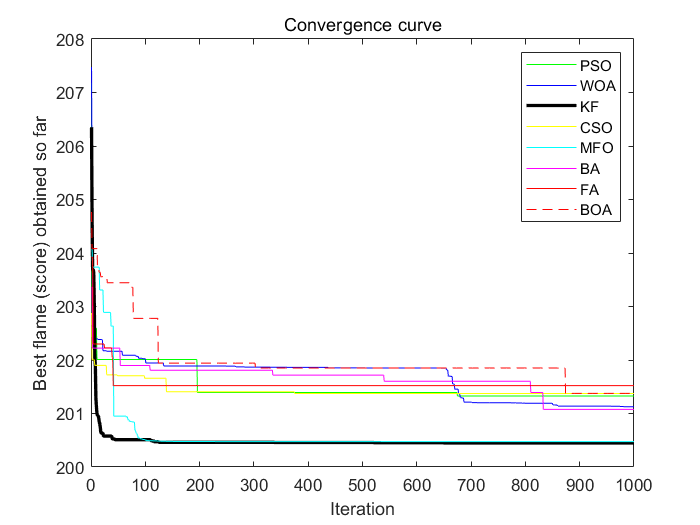 Convergence curve
208
207
206
205
204
203
202
201
200
Best flame (score) obtained so far
0 100 200 300 400 500 600 700 800 900 1000
Iteration
PSO
WOA
KF
CSO
MFO
BA
FA
BOA